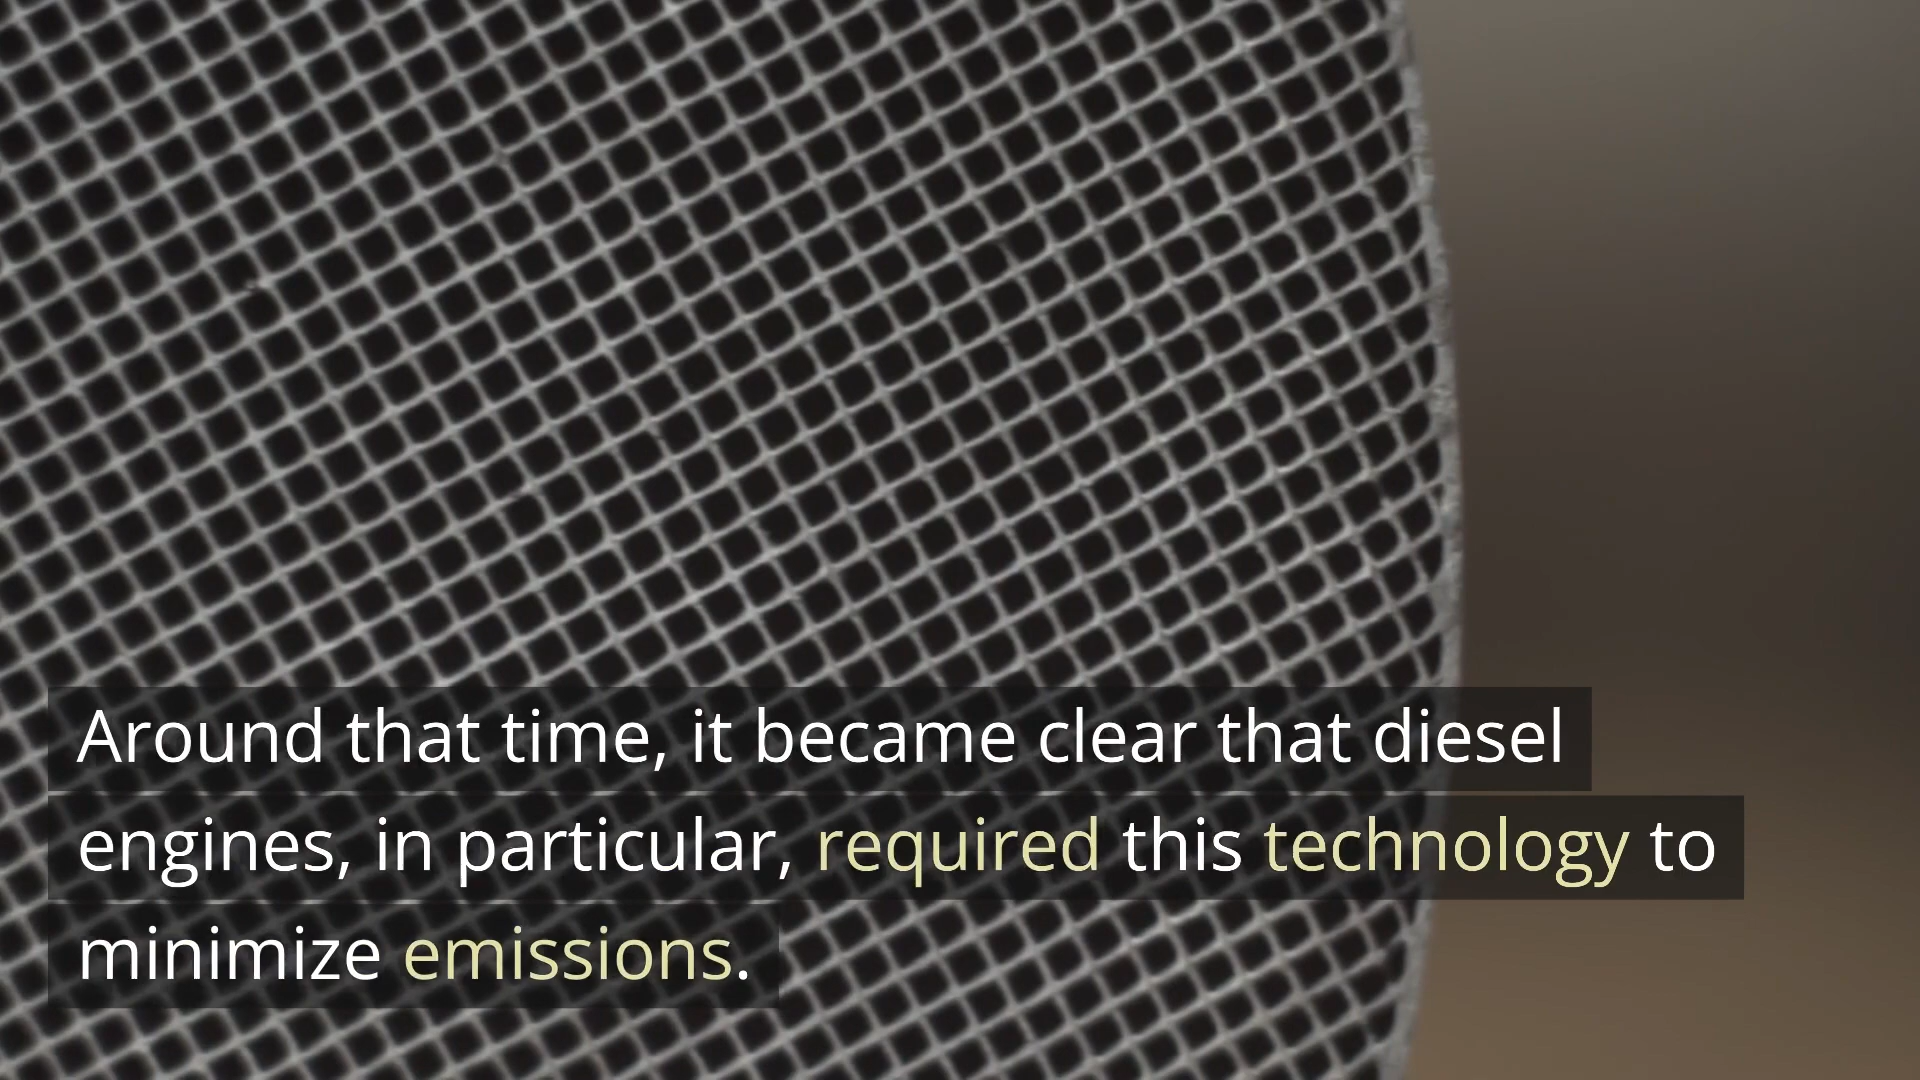 Around that time, it became clear that diesel
engines, in particular, required this technology to
minimize emissions.